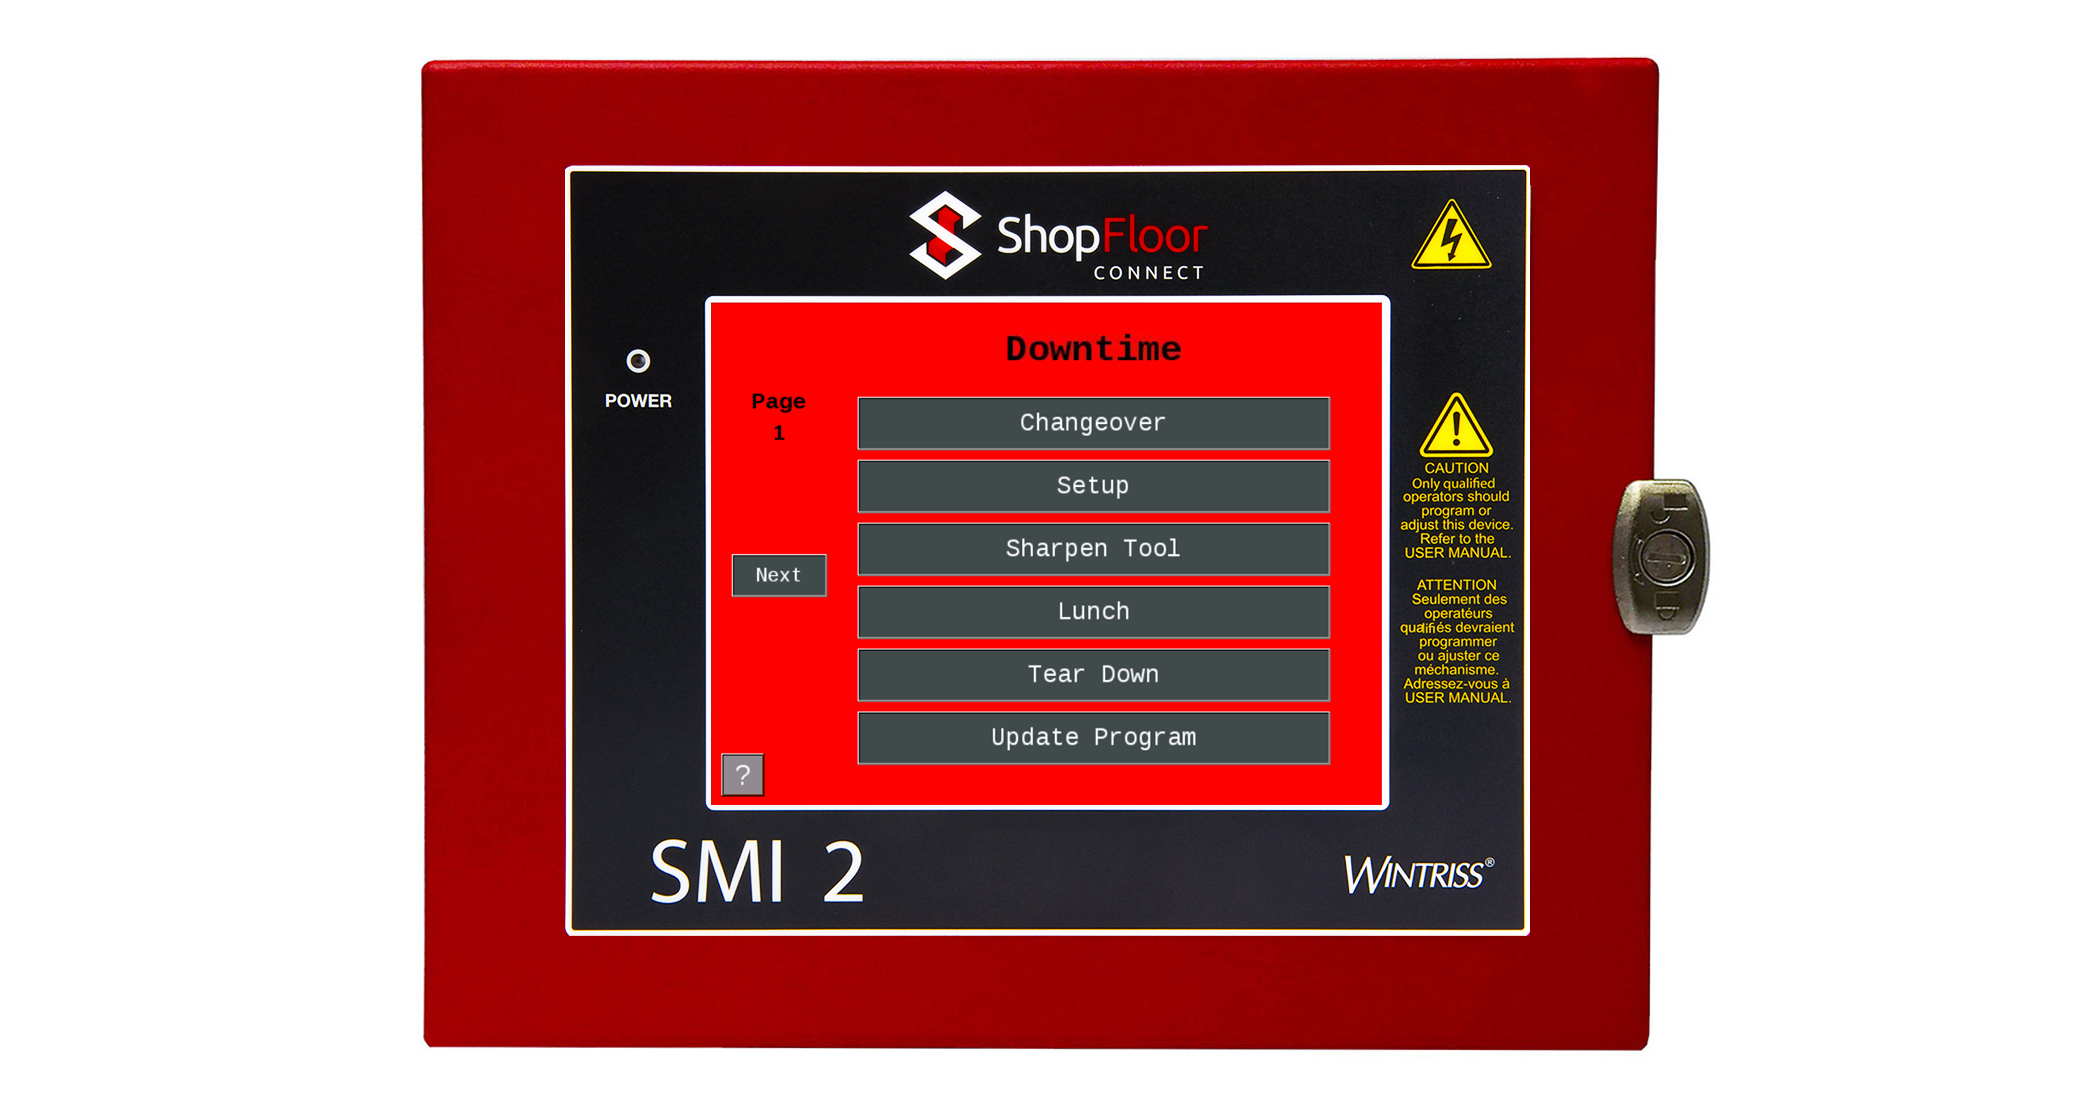 ShopFloor
CONNECT
POWER
Downtime
Page
1
Changeover
Setup
Sharpen Tool
Next
Lunch
Tear Down
Update Program
?
CAUTION
Only qualified
operators should
program or
adjust this device.
Refer to the
USER MANUAL.
ATTENTION
Seulement des
operatéurs
qualifiés devraient
programmer
ou ajuster ce
méchanisme.
Adressez-vous à
USER MANUAL.
SMI 2
WINTRISS®